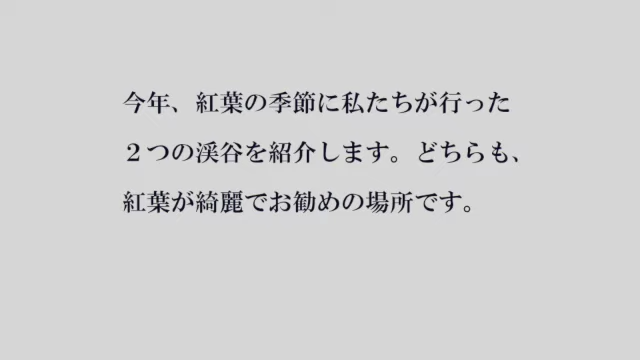 今年、紅葉の季節に私たちが行った
２つの渓谷を紹介します。どちらも、
紅葉が綺麗でお勧めの場所です。